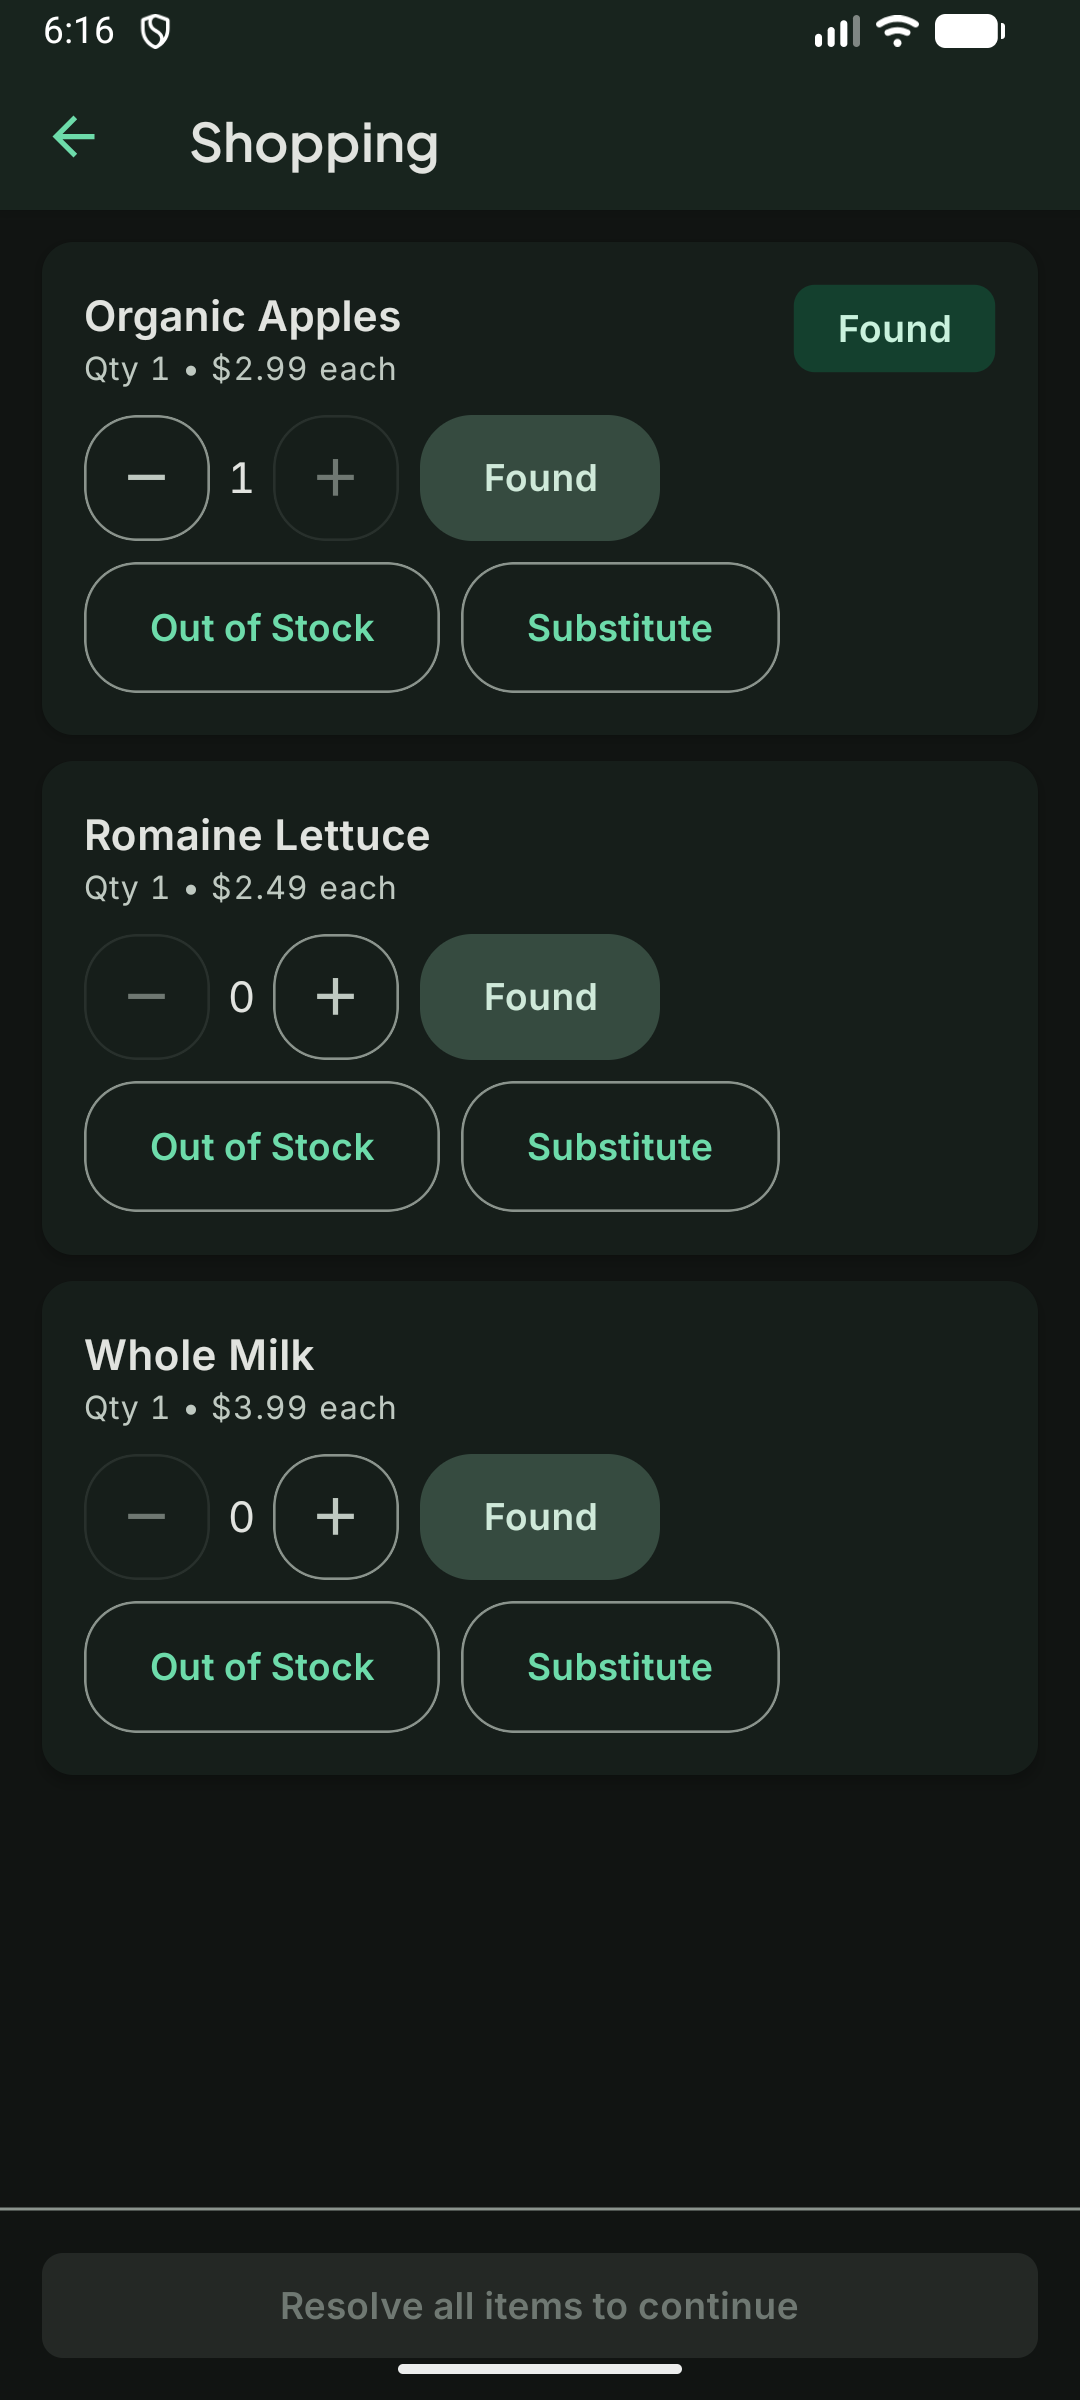 6:16
Shopping
Organic Apples
Found
Qty 1 • $2.99 each
1
Found
Out of Stock
Substitute
Romaine Lettuce
Qty 1 • $2.49 each
0
Found
Out of Stock
Substitute
Whole Milk
Qty 1 • $3.99 each
0
Found
Out of Stock
Substitute
Resolve all items to continue